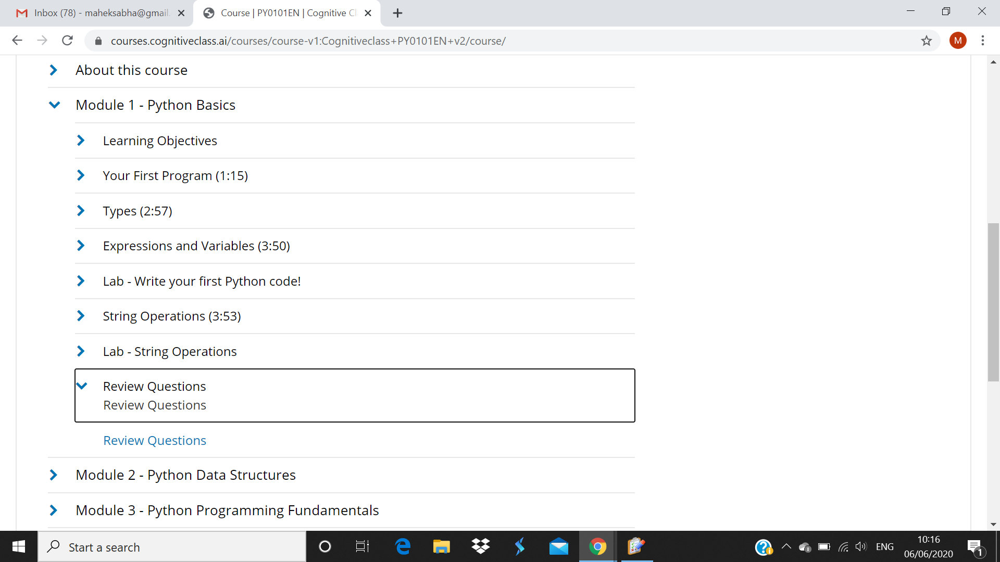 Inbox (78) - maheksabha@gmail.
Course | PY0101EN | Cognitive Cl
courses.cognitiveclass.ai/courses/course-v1:Cognitiveclass+PY0101EN+v2/course/
M
About this course
Module 1 - Python Basics
Learning Objectives
Your First Program (1:15)
Types (2:57)
Expressions and Variables (3:50)
Lab - Write your first Python code!
String Operations (3:53)
Lab - String Operations
Review Questions
Review Questions
Review Questions
Module 2 - Python Data Structures
Module 3 - Python Programming Fundamentals
Start a search
ENG
10:16
06/06/2020
1